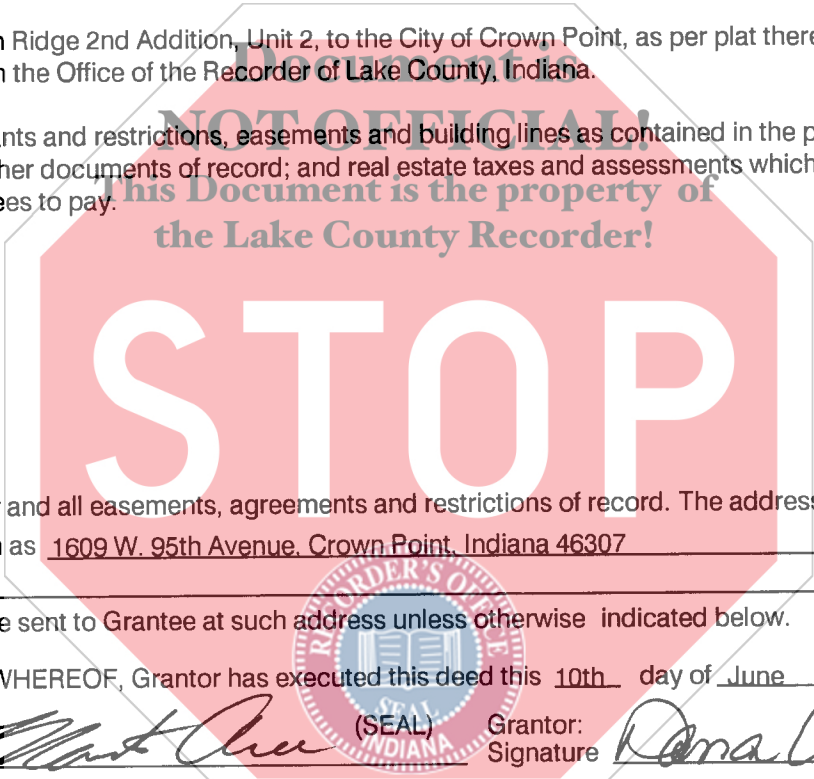 n Ridge 2nd Addition, Unit 2, to the City of Crown Point, as per plat there
Document is
n the Office of the Recorder of Lake County, Indiana.
NOT OFFICIAL!
nts and restrictions, easements and building lines as contained in the p
her documents of record; and real estate taxes and assessments which
This Document is the property of
ees to pay.
the Lake County Recorder!
STOP
and all easements, agreements and restrictions of record. The address
n as 1609 W. 95th Avenue, Crown Point, Indiana 46307
RECORDER'S OFFICE
e sent to Grantee at such address unless otherwise indicated below.
WHEREOF, Grantor has executed this deed this 10th day of June
SEAL
(SEAL) Grantor:
INDIANA
Signature Dana